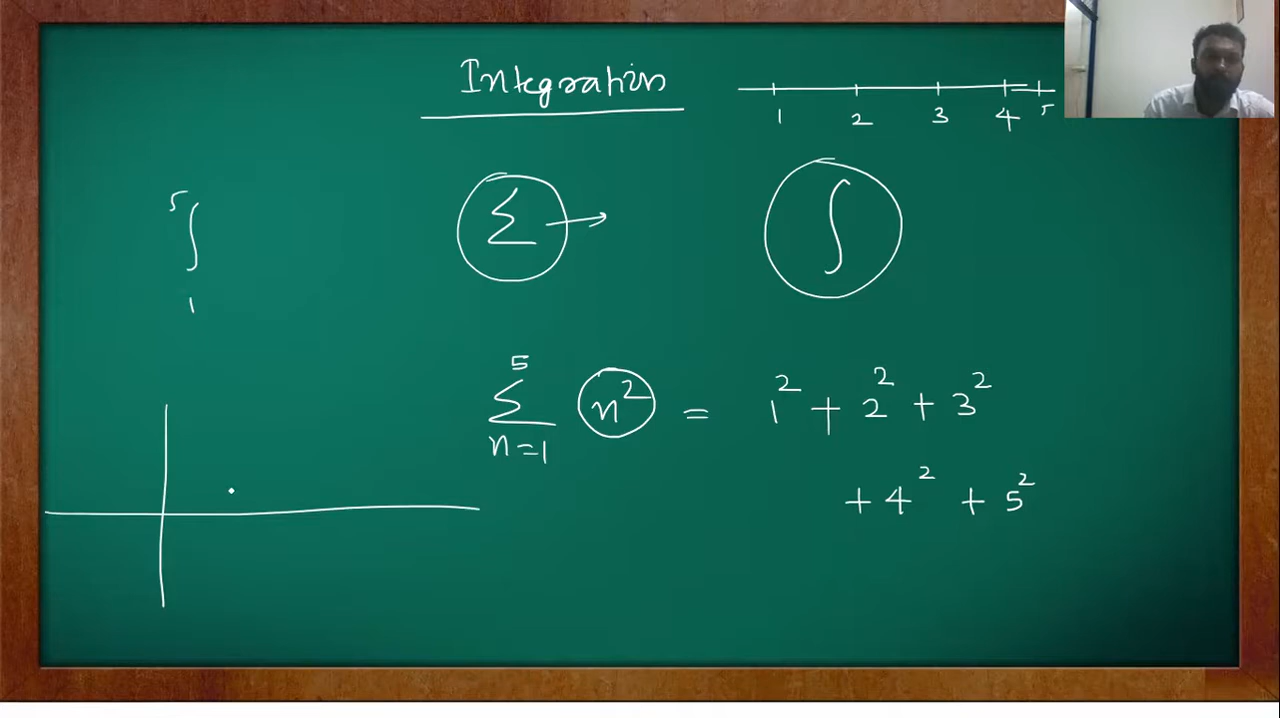 Integration
1 2 3 4 5
5
∫
1
Σ → ∫
5
Σ n² = 1² + 2² + 3²
n=1
+ 4² + 5²